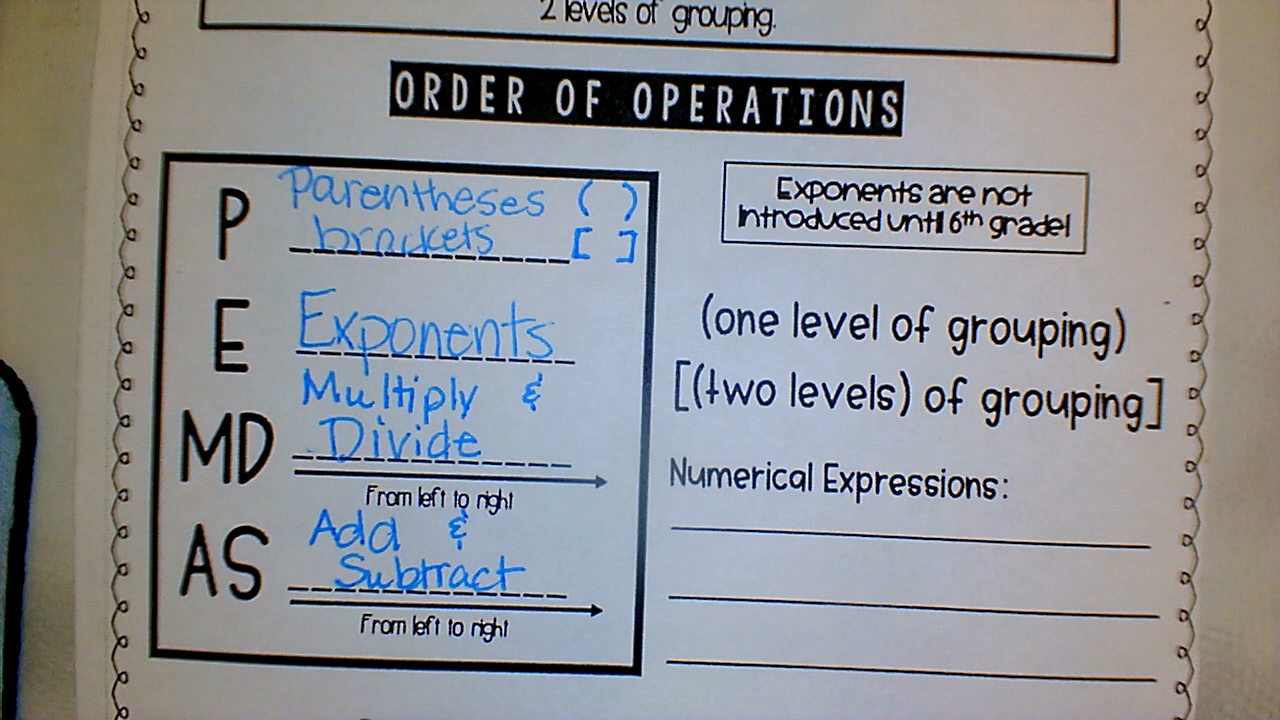 2 levels of grouping.
ORDER OF OPERATIONS
P Parentheses ( )
brackets [ ]
E Exponents
Multiply &
MD Divide
From left to right
Add &
AS Subtract
From left to right
Exponents are not
introduced until 6th grade!
(one level of grouping)
[(two levels) of grouping]
Numerical Expressions: